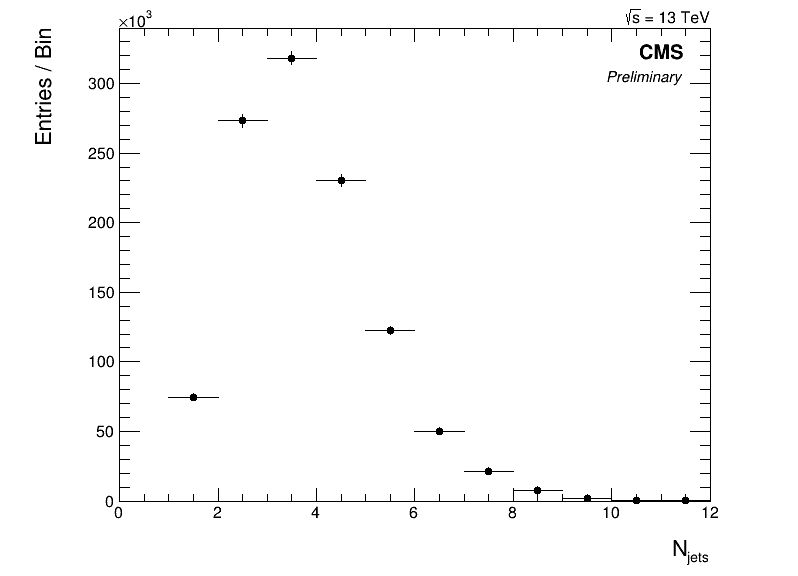 ×10³
√s = 13 TeV
Entries / Bin
CMS
Preliminary
300
250
200
150
100
50
0
0 2 4 6 8 10 12
N_jets